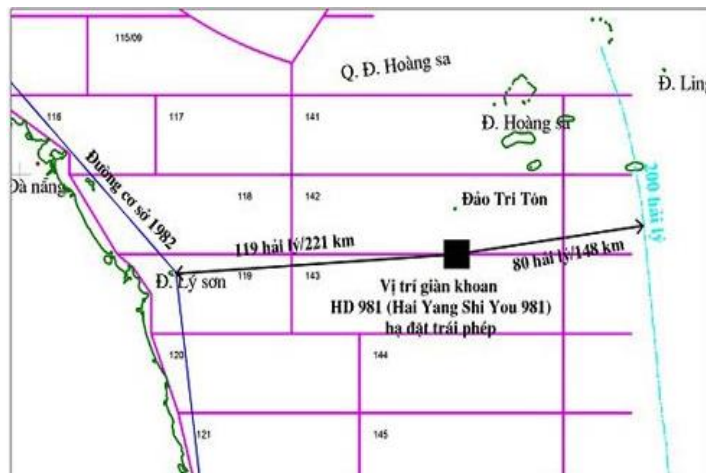 115/09
Q. Đ. Hoàng sa
Đ. Ling
116
117
141
Đ. Hoàng sa
Đà nẵng
Đường cơ sở 1982
200 hải lý
118
142
Đảo Tri Tôn
119 hải lý/221 km
80 hải lý/148 km
Đ. Lý sơn
119
143
Vị trí giàn khoan
HD 981 (Hai Yang Shi You 981)
hạ đặt trái phép
120
144
121
145